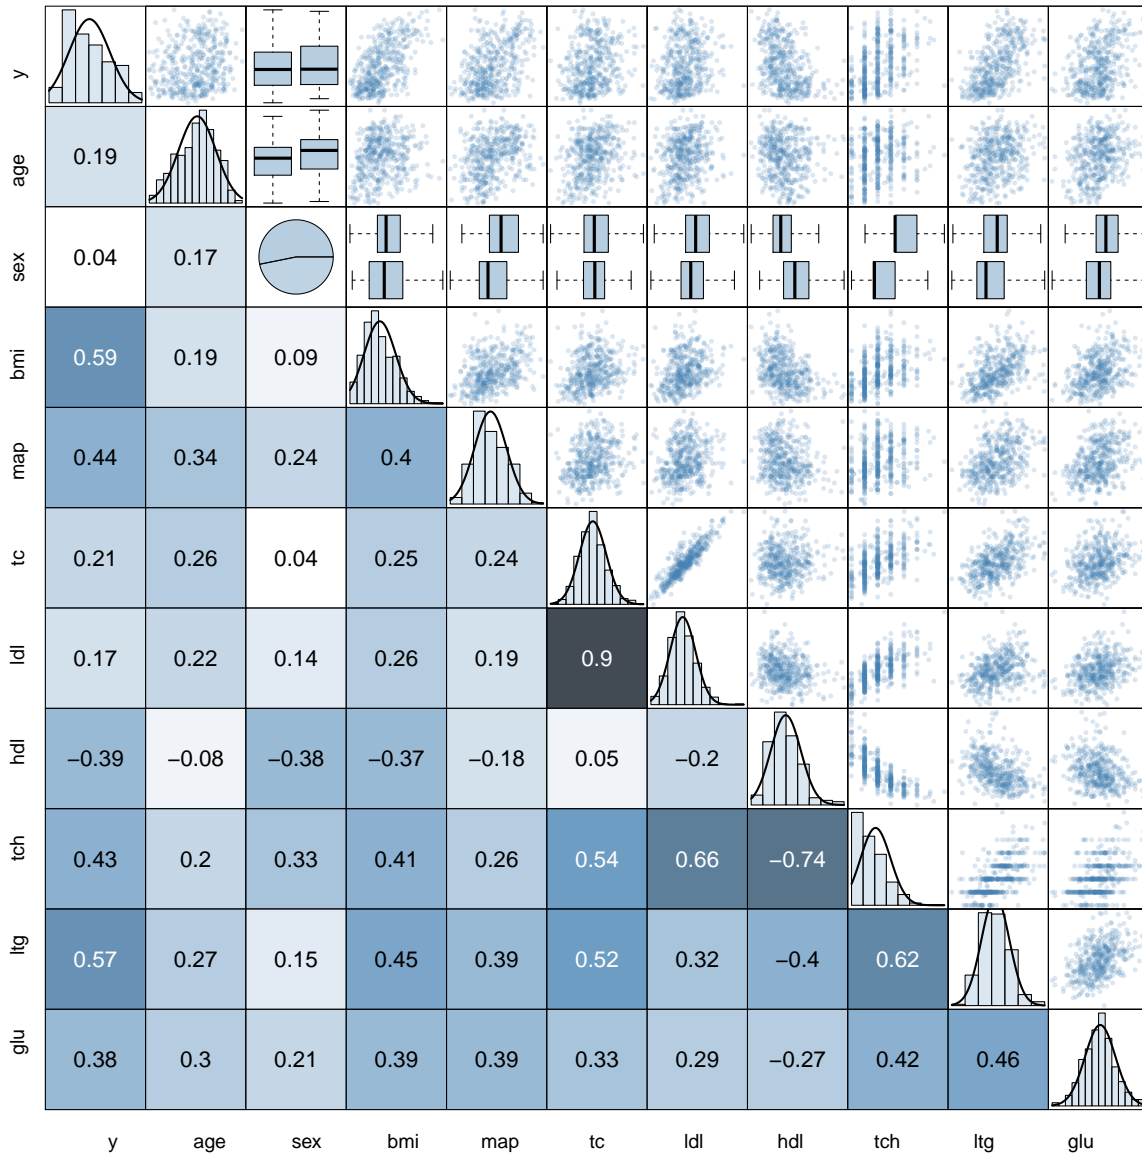 y
age 0.19
sex 0.04 0.17
bmi 0.59 0.19 0.09
map 0.44 0.34 0.24 0.4
tc 0.21 0.26 0.04 0.25 0.24
ldl 0.17 0.22 0.14 0.26 0.19 0.9
hdl −0.39 −0.08 −0.38 −0.37 −0.18 0.05 −0.2
tch 0.43 0.2 0.33 0.41 0.26 0.54 0.66 −0.74
ltg 0.57 0.27 0.15 0.45 0.39 0.52 0.32 −0.4 0.62
glu 0.38 0.3 0.21 0.39 0.39 0.33 0.29 −0.27 0.42 0.46
y age sex bmi map tc ldl hdl tch ltg glu